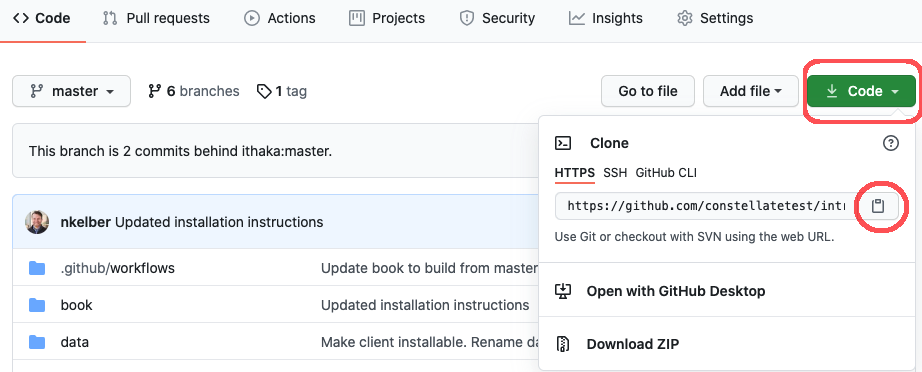 Code Pull requests Actions Projects Security Insights Settings
master 6 branches 1 tag Go to file Add file Code
This branch is 2 commits behind ithaka:master.
Clone
HTTPS SSH GitHub CLI
https://github.com/constellatetest/int
Use Git or checkout with SVN using the web URL.
Open with GitHub Desktop
Download ZIP
nkelber Updated installation instructions
.github/workflows Update book to build from master
book Updated installation instructions
data Make client installable. Rename da